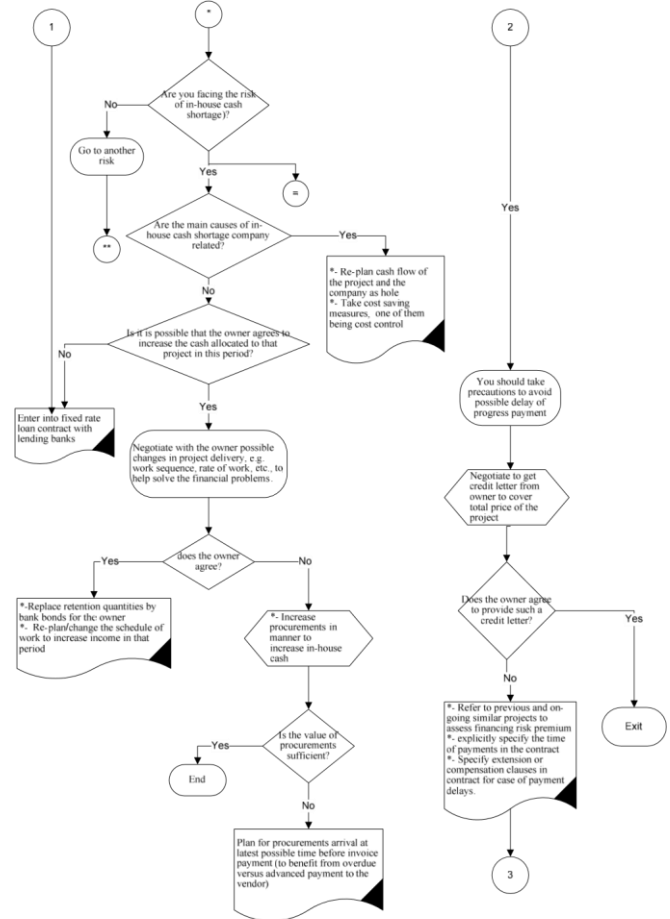 1
*
2
Are you facing the risk
of in-house cash
shortage)?
No
Go to another
risk
Yes
=
**
Are the main causes of in-
house cash shortage company
related?
Yes
*- Re-plan cash flow of
the project and the
company as hole
*- Take cost saving
measures, one of them
being cost control
No
Is it is possible that the owner agrees to
increase the cash allocated to that
project in this period?
No
Enter into fixed rate
loan contract with
lending banks
Yes
Negotiate with the owner possible
changes in project delivery, e.g.
work sequence, rate of work, etc., to
help solve the financial problems.
does the owner
agree?
Yes
*-Replace retention quantities by
bank bonds for the owner
*- Re-plan/change the schedule of
work to increase income in that
period
No
*- Increase
procurements in
manner to
increase in-house
cash
Is the value of
procurements
sufficient?
Yes
End
No
Plan for procurements arrival at
latest possible time before invoice
payment (to benefit from overdue
versus advanced payment to the
vendor)
Yes
You should take
precautions to avoid
possible delay of
progress payment
Negotiate to get
credit letter from
owner to cover
total price of the
project
Does the owner agree
to provide such a
credit letter?
Yes
Exit
No
*- Refer to previous and on-
going similar projects to
assess financing risk premium
*- explicitly specify the time
of payments in the contract
*- Specify extension or
compensation clauses in
contract for case of payment
delays.
3